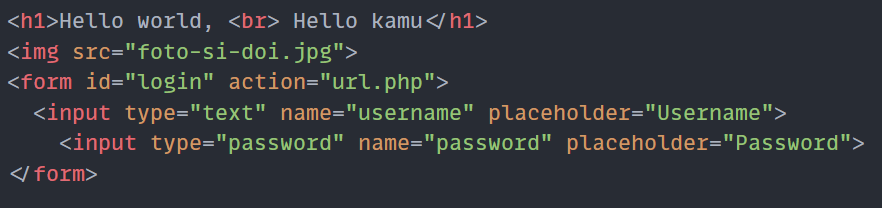 <h1>Hello world, <br> Hello kamu</h1>
<img src="foto-si-doi.jpg">
<form id="login" action="url.php">
  <input type="text" name="username" placeholder="Username">
    <input type="password" name="password" placeholder="Password">
</form>